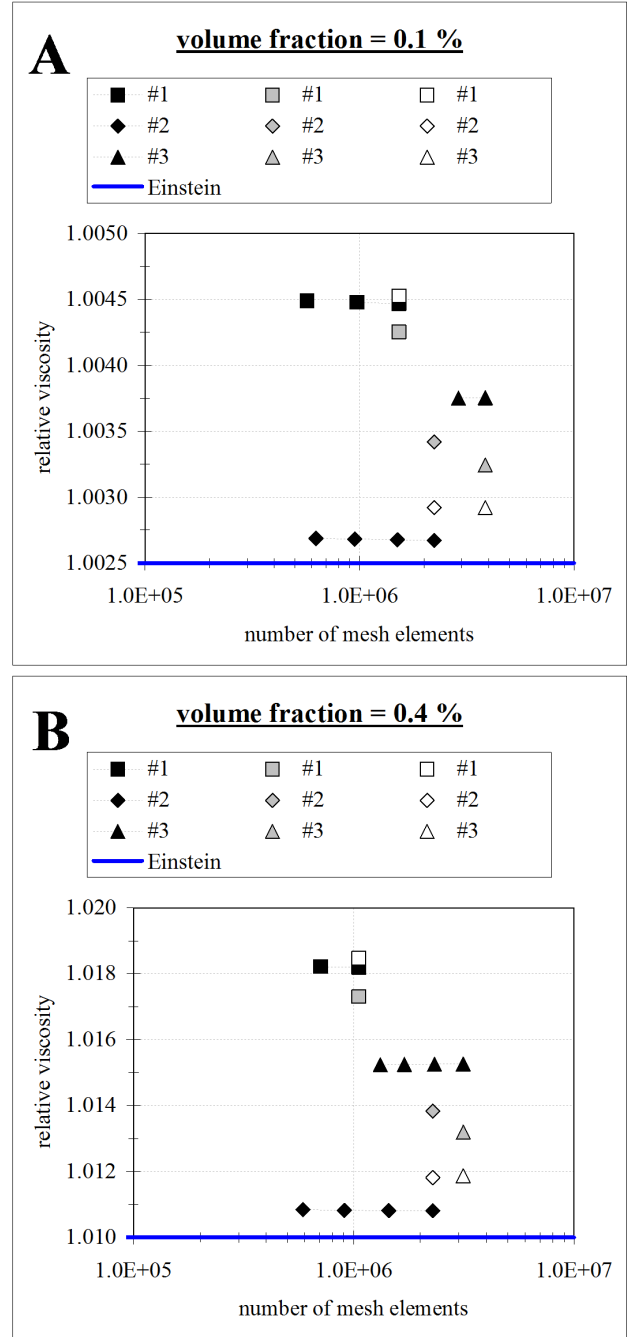 A
volume fraction = 0.1 %
#1 #1 #1
#2 #2 #2
#3 #3 #3
Einstein
1.0050
1.0045
1.0040
1.0035
1.0030
1.0025
relative viscosity
1.0E+05 1.0E+06 1.0E+07
number of mesh elements
B
volume fraction = 0.4 %
#1 #1 #1
#2 #2 #2
#3 #3 #3
Einstein
1.020
1.018
1.016
1.014
1.012
1.010
relative viscosity
1.0E+05 1.0E+06 1.0E+07
number of mesh elements